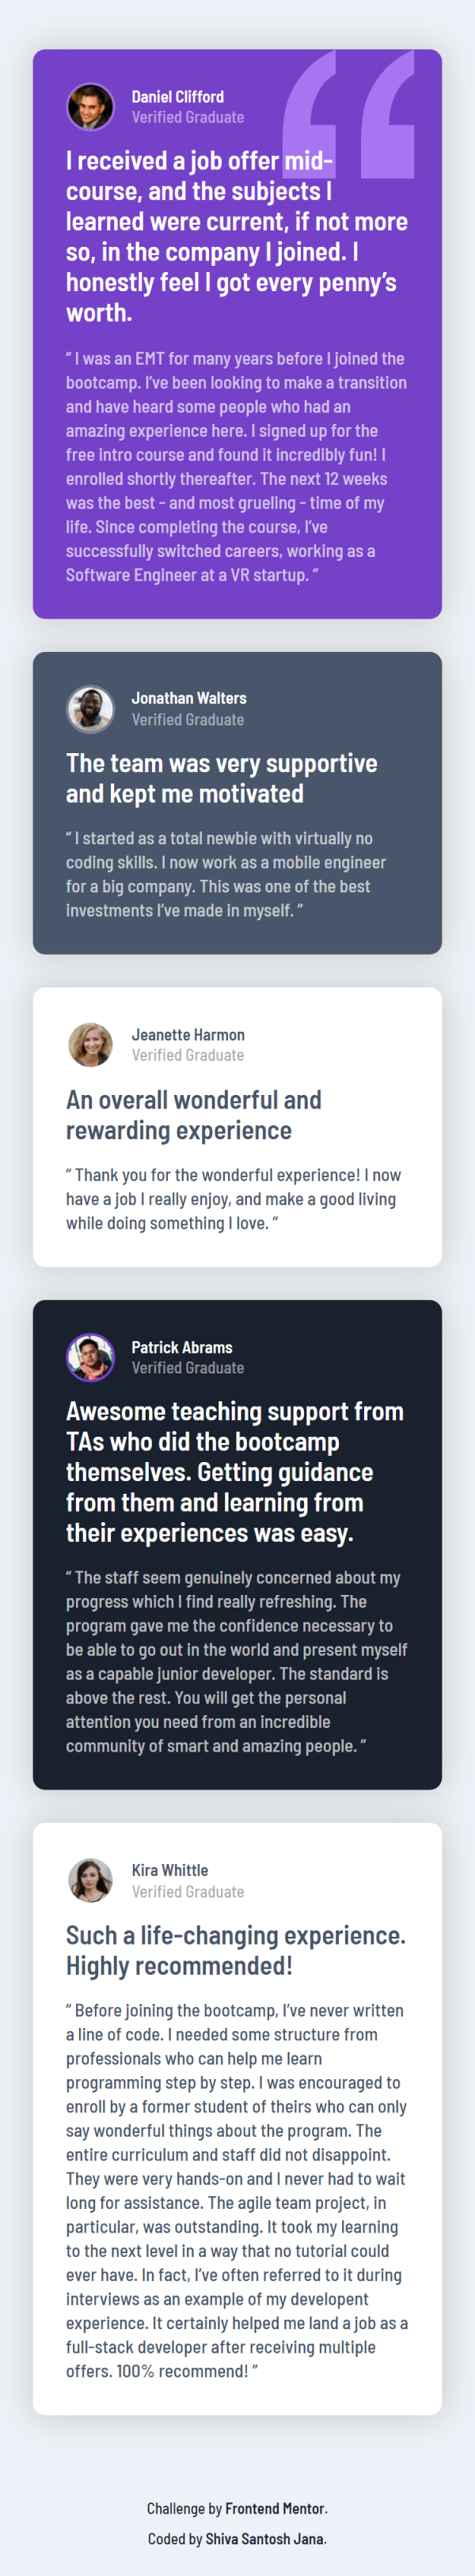 Daniel Clifford
Verified Graduate
I received a job offer mid-
course, and the subjects I
learned were current, if not more
so, in the company I joined. I
honestly feel I got every penny’s
worth.
“ I was an EMT for many years before I joined the
bootcamp. I’ve been looking to make a transition
and have heard some people who had an
amazing experience here. I signed up for the
free intro course and found it incredibly fun! I
enrolled shortly thereafter. The next 12 weeks
was the best - and most grueling - time of my
life. Since completing the course, I’ve
successfully switched careers, working as a
Software Engineer at a VR startup. ”
Jonathan Walters
Verified Graduate
The team was very supportive
and kept me motivated
“ I started as a total newbie with virtually no
coding skills. I now work as a mobile engineer
for a big company. This was one of the best
investments I’ve made in myself. ”
Jeanette Harmon
Verified Graduate
An overall wonderful and
rewarding experience
“ Thank you for the wonderful experience! I now
have a job I really enjoy, and make a good living
while doing something I love. ”
Patrick Abrams
Verified Graduate
Awesome teaching support from
TAs who did the bootcamp
themselves. Getting guidance
from them and learning from
their experiences was easy.
“ The staff seem genuinely concerned about my
progress which I find really refreshing. The
program gave me the confidence necessary to
be able to go out in the world and present myself
as a capable junior developer. The standard is
above the rest. You will get the personal
attention you need from an incredible
community of smart and amazing people. ”
Kira Whittle
Verified Graduate
Such a life-changing experience.
Highly recommended!
“ Before joining the bootcamp, I’ve never written
a line of code. I needed some structure from
professionals who can help me learn
programming step by step. I was encouraged to
enroll by a former student of theirs who can only
say wonderful things about the program. The
entire curriculum and staff did not disappoint.
They were very hands-on and I never had to wait
long for assistance. The agile team project, in
particular, was outstanding. It took my learning
to the next level in a way that no tutorial could
ever have. In fact, I’ve often referred to it during
interviews as an example of my developent
experience. It certainly helped me land a job as a
full-stack developer after receiving multiple
offers. 100% recommend! ”
Challenge by Frontend Mentor.
Coded by Shiva Santosh Jana.